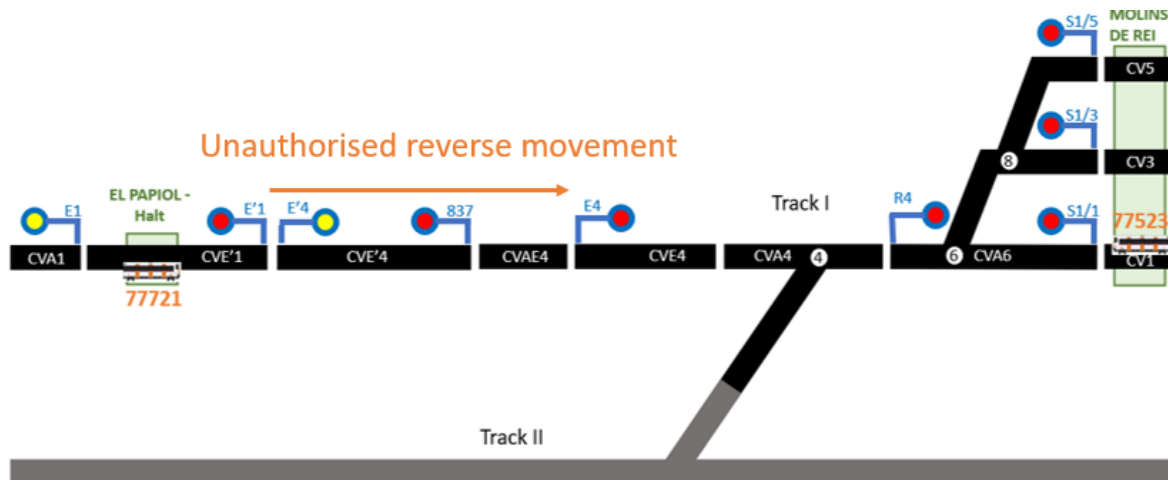 MOLINS
DE REI
S1/5
CV5
S1/3
8
CV3
Unauthorised reverse movement
EL PAPIOL -
Halt
E1
E'1
E'4
837
E4
Track I
R4
S1/1
77523
CVA1
CVE'1
CVE'4
CVAE4
CVE4
CVA4
4
6
CVA6
CV1
77721
Track II